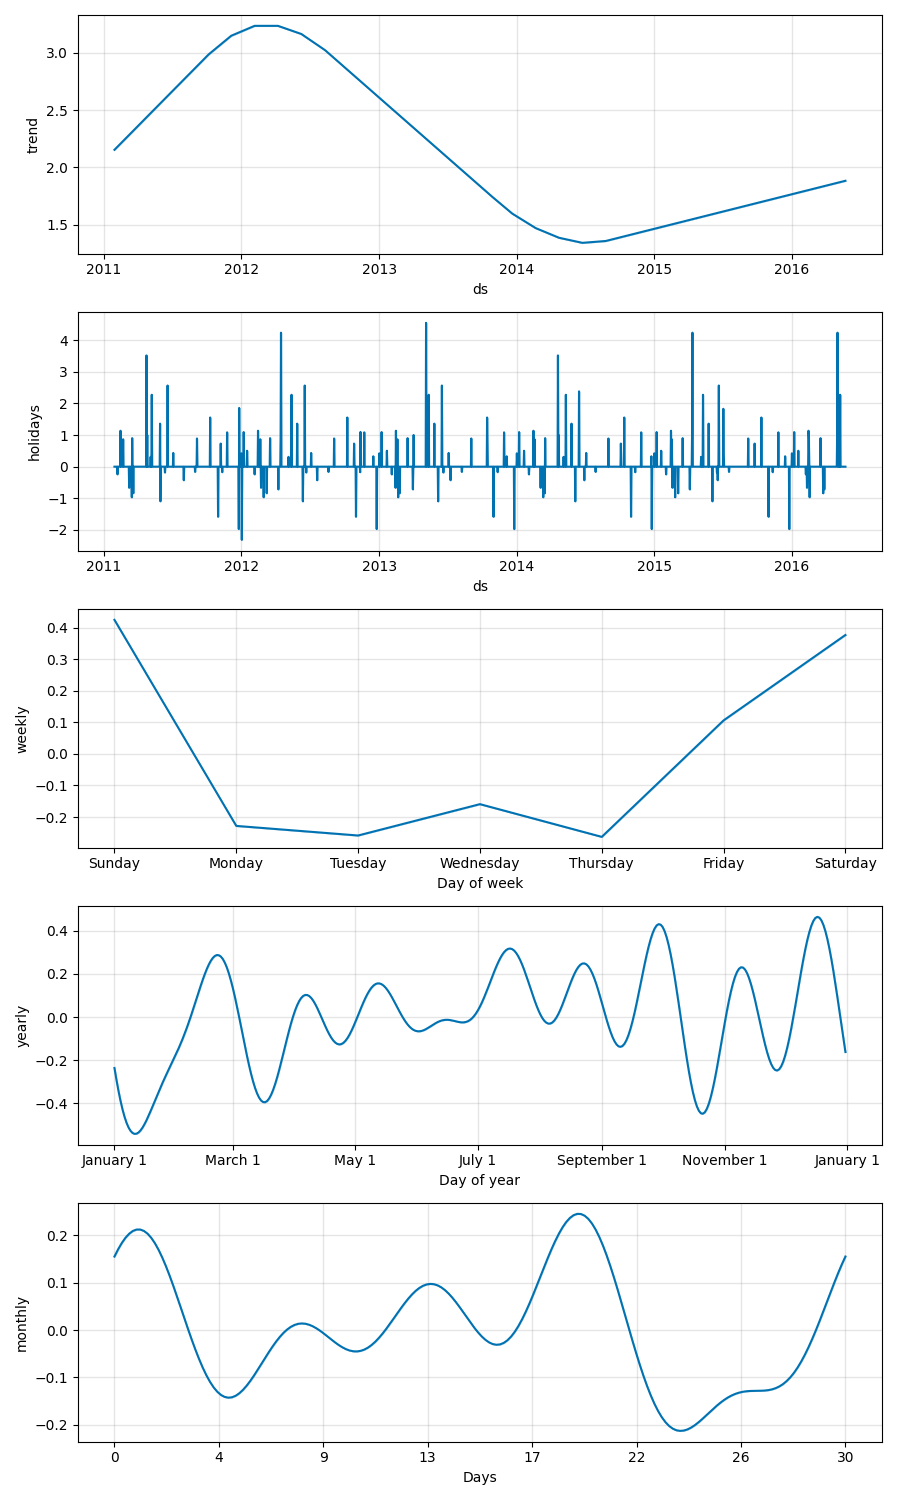 3.0
2.5
2.0
1.5
trend
2011 2012 2013 2014 2015 2016
ds
4
3
2
1
0
−1
−2
holidays
2011 2012 2013 2014 2015 2016
ds
0.4
0.3
0.2
0.1
0.0
−0.1
−0.2
weekly
Sunday Monday Tuesday Wednesday Thursday Friday Saturday
Day of week
0.4
0.2
0.0
−0.2
−0.4
yearly
January 1 March 1 May 1 July 1 September 1 November 1 January 1
Day of year
0.2
0.1
0.0
−0.1
−0.2
monthly
0 4 9 13 17 22 26 30
Days